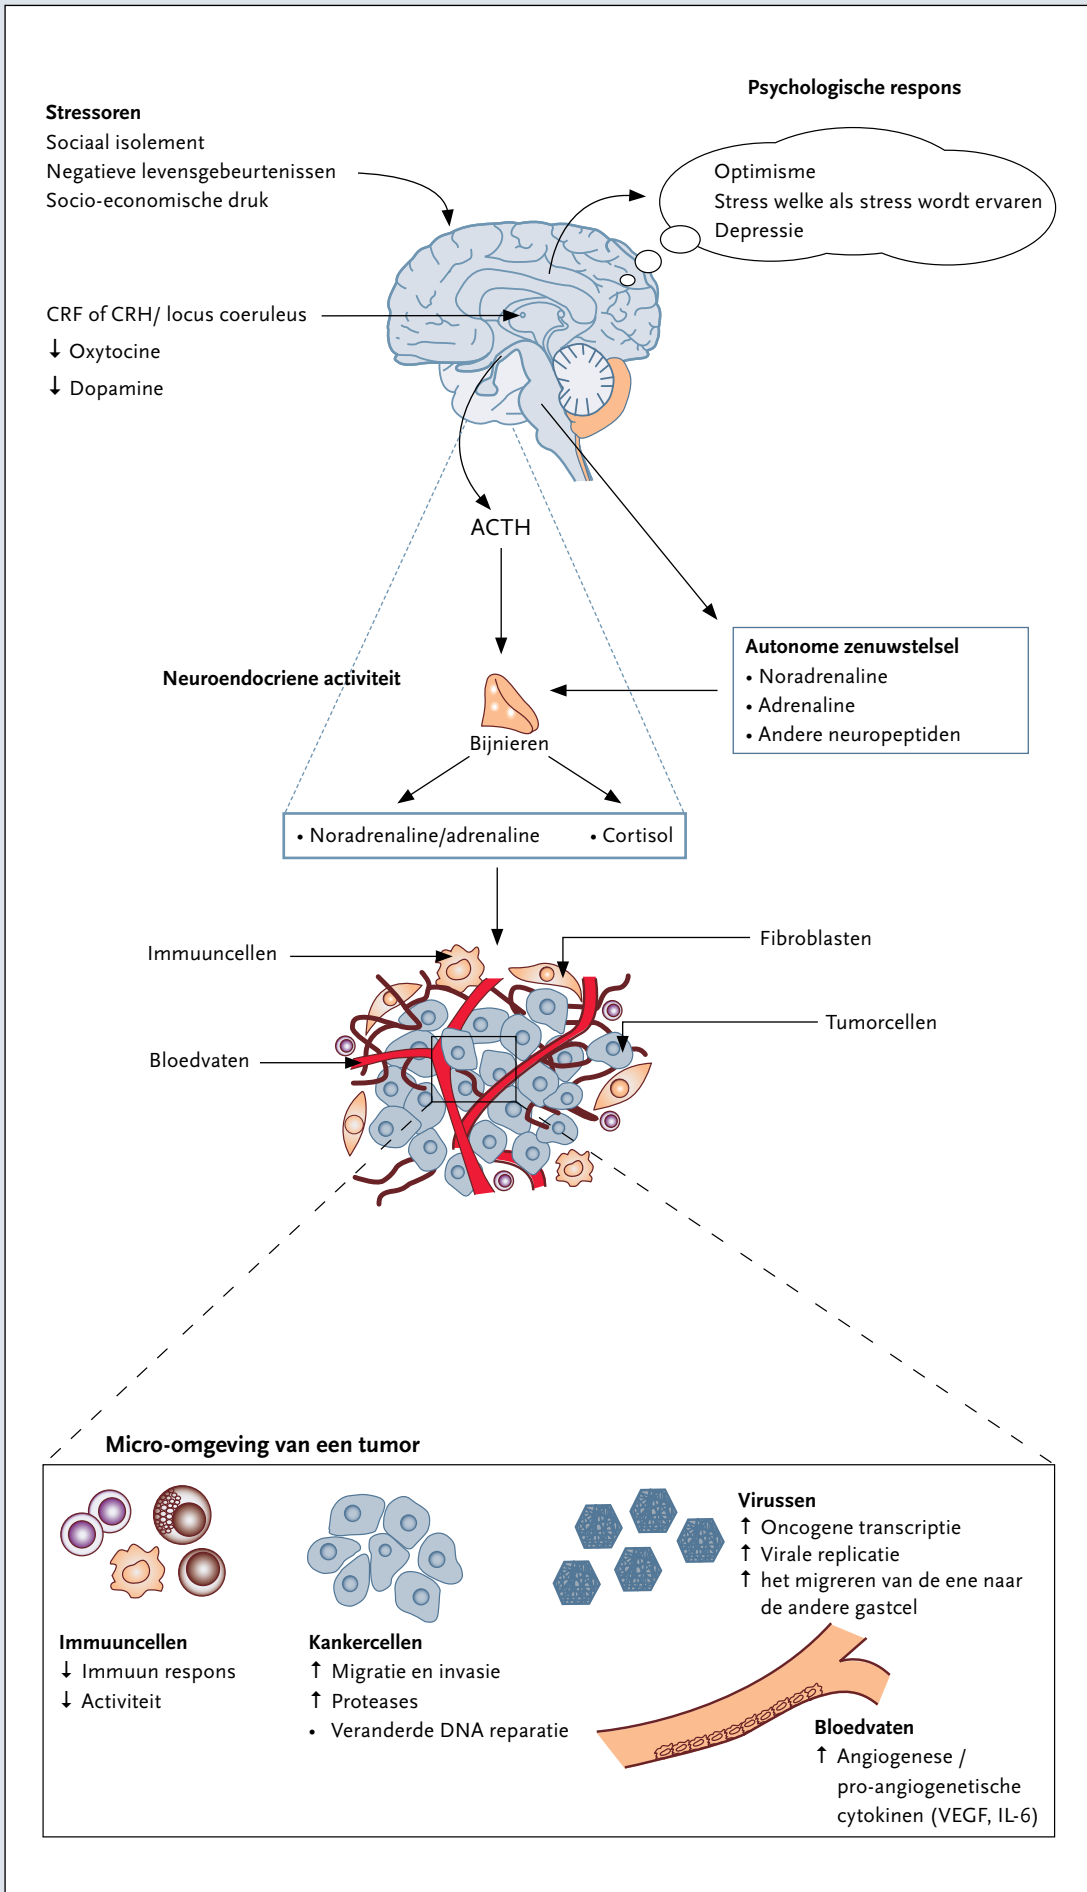 Psychologische respons
Stressoren
Sociaal isolement
Negatieve levensgebeurtenissen
Socio-economische druk
Optimisme
Stress welke als stress wordt ervaren
Depressie
CRF of CRH/ locus coeruleus
↓ Oxytocine
↓ Dopamine
ACTH
Autonome zenuwstelsel
• Noradrenaline
• Adrenaline
• Andere neuropeptiden
Neuroendocriene activiteit
Bijnieren
• Noradrenaline/adrenaline • Cortisol
Immuuncellen
Fibroblasten
Tumorcellen
Bloedvaten
Micro-omgeving van een tumor
Virussen
↑ Oncogene transcriptie
↑ Virale replicatie
↑ het migreren van de ene naar
de andere gastcel
Immuuncellen
↓ Immuun respons
↓ Activiteit
Kankercellen
↑ Migratie en invasie
↑ Proteases
• Veranderde DNA reparatie
Bloedvaten
↑ Angiogenese /
pro-angiogenetische
cytokinen (VEGF, IL-6)